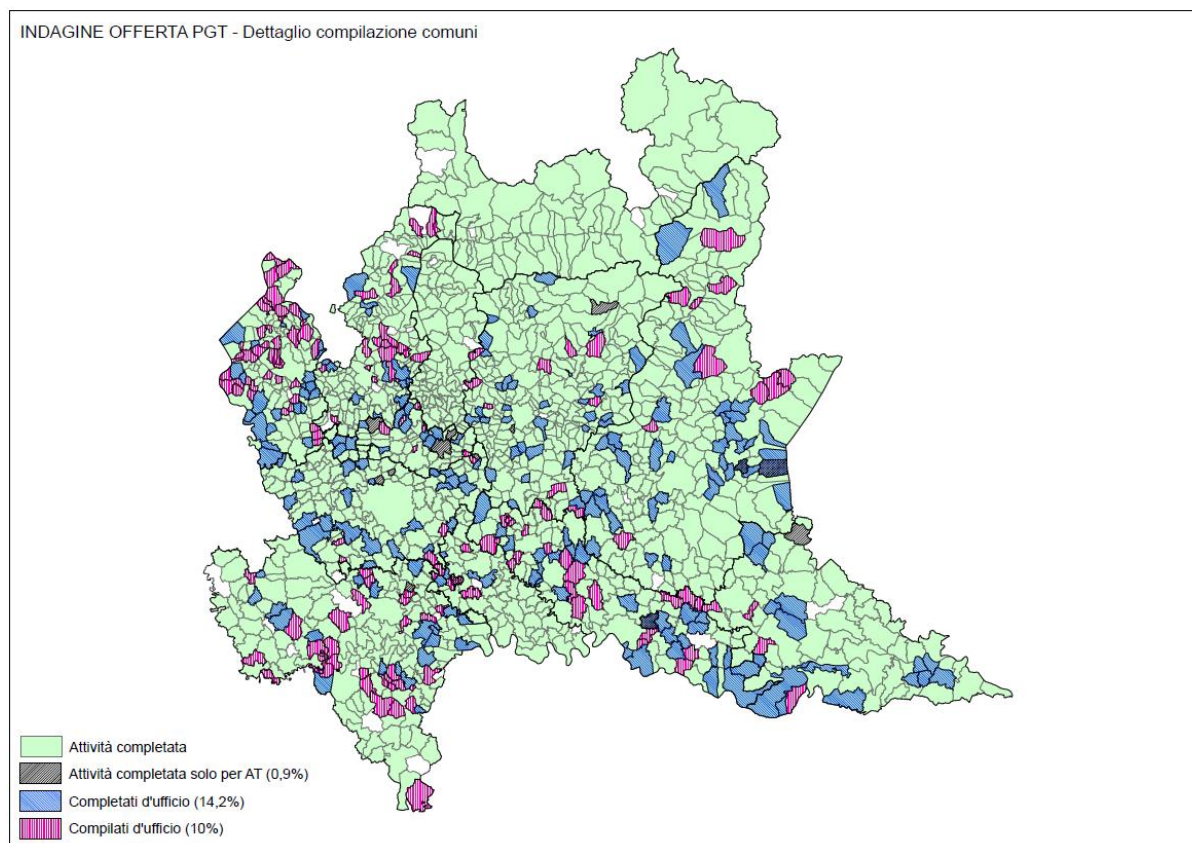 INDAGINE OFFERTA PGT - Dettaglio compilazione comuni
Attività completata
Attività completata solo per AT (0,9%)
Completati d'ufficio (14,2%)
Compilati d'ufficio (10%)